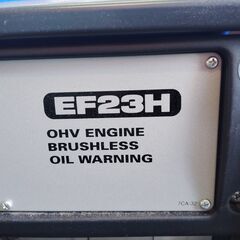 EF23H
OHV ENGINE
BRUSHLESS
OIL WARNING